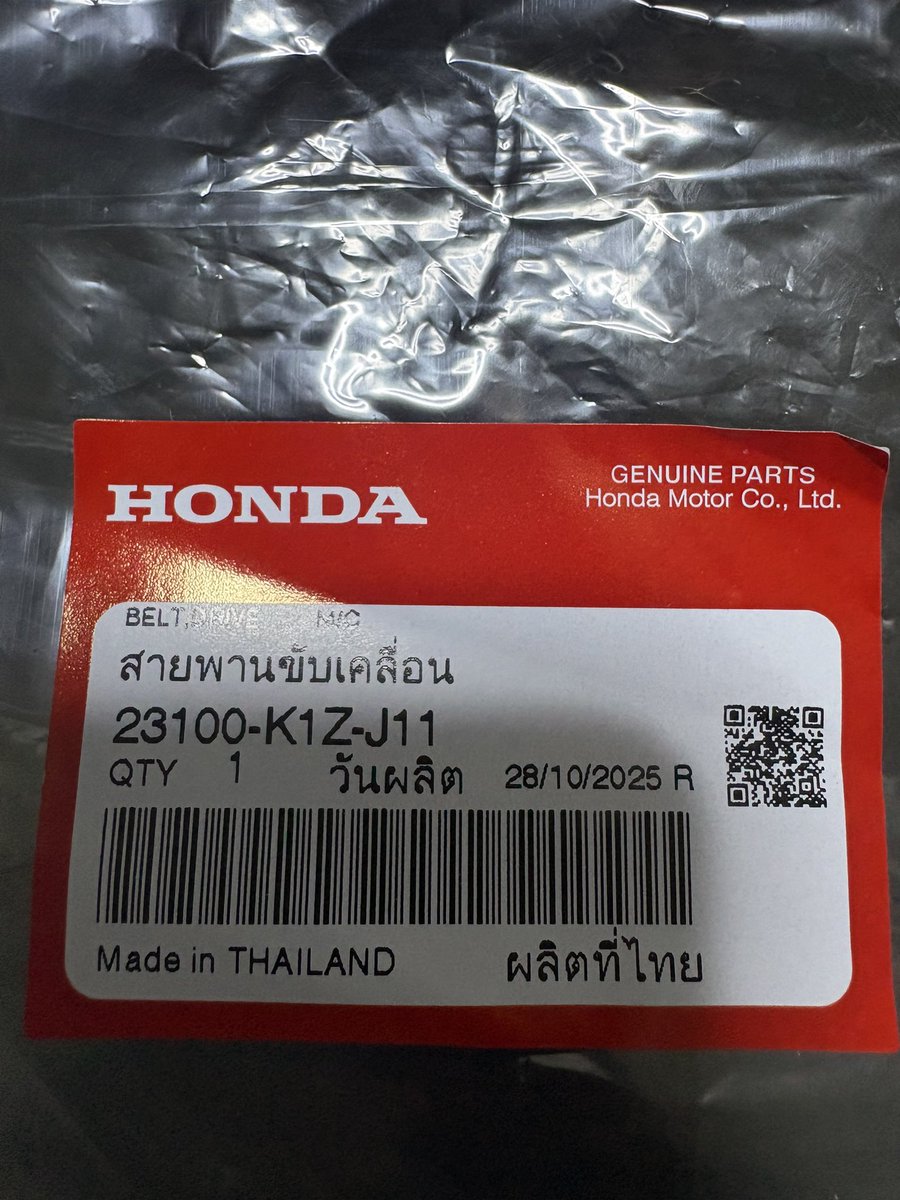 HONDA
GENUINE PARTS
Honda Motor Co., Ltd.
BELT,DRIVE M/C
สายพานขับเคลื่อน
23100-K1Z-J11
QTY 1 วันผลิต 28/10/2025 R
Made in THAILAND ผลิตที่ไทย